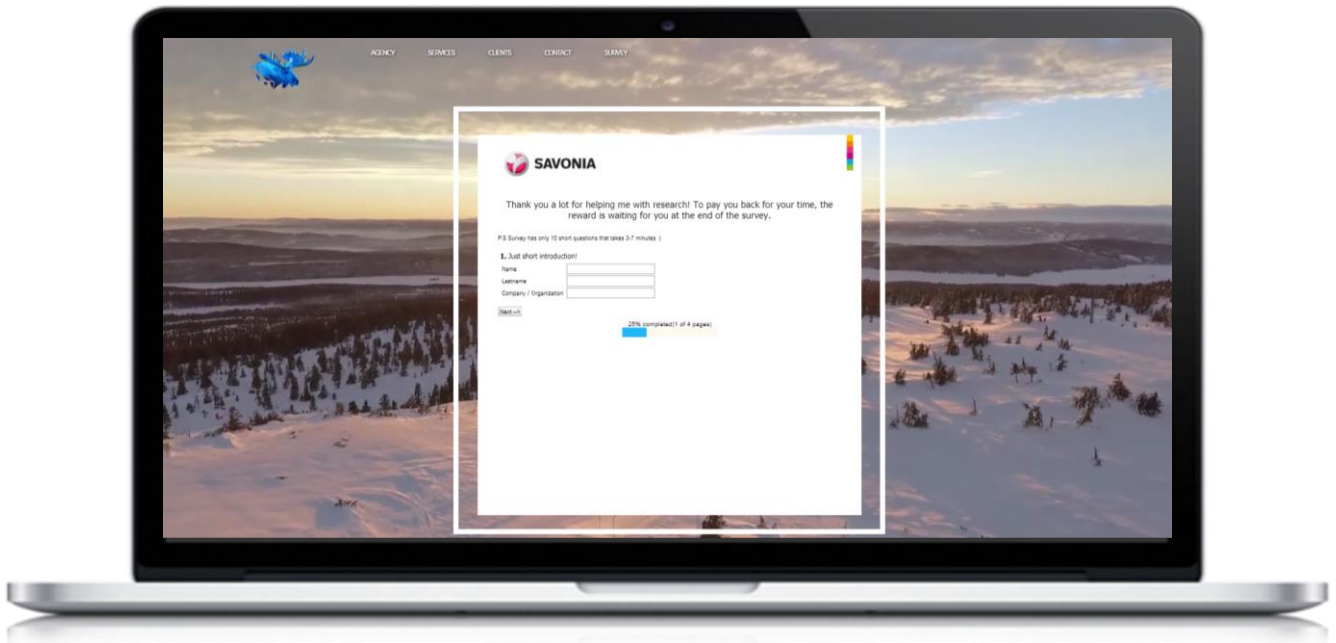 AGENCY SERVICES CLIENTS CONTACT SURVEY
SAVONIA
Thank you a lot for helping me with research! To pay you back for your time, the
reward is waiting for you at the end of the survey.
P.S Survey has only 10 short questions that takes 3-7 minutes :)
1. Just short introduction!
Name
Lastname
Company / Organization
Next -->
25% completed(1 of 4 pages)